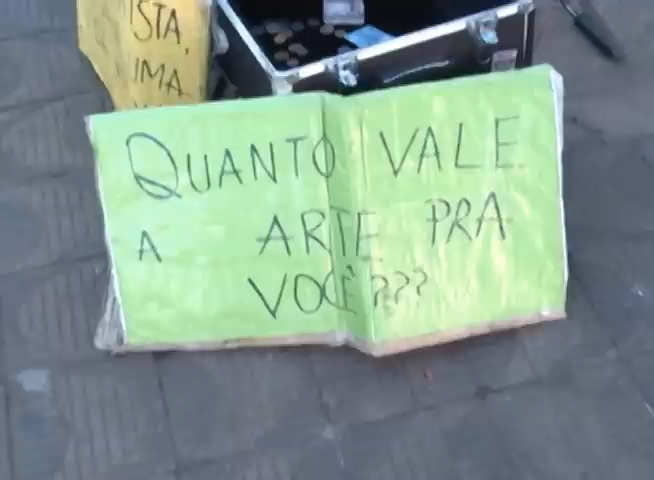 ISTA,
IMA
QUANTO VALE
A ARTE PRA
VOCÊ???